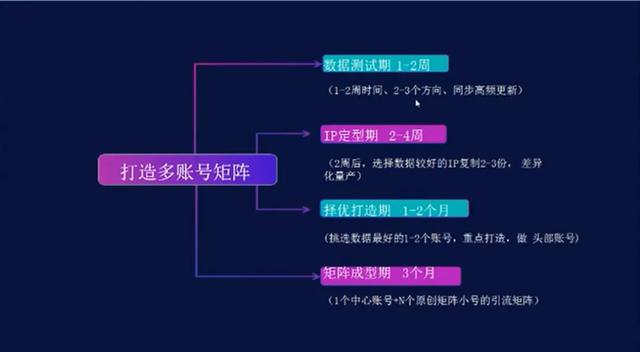 打造多账号矩阵
数据测试期 1-2周
（1-2周时间、2-3个方向、同步高频更新）
IP定型期 2-4周
（2周后，选择数据较好的IP复制2-3份， 差异
化量产）
择优打造期 1-2个月
(挑选数据最好的1-2个账号，重点打造，做 头部账号)
矩阵成型期 3个月
（1个中心账号+N个原创矩阵小号的引流矩阵）